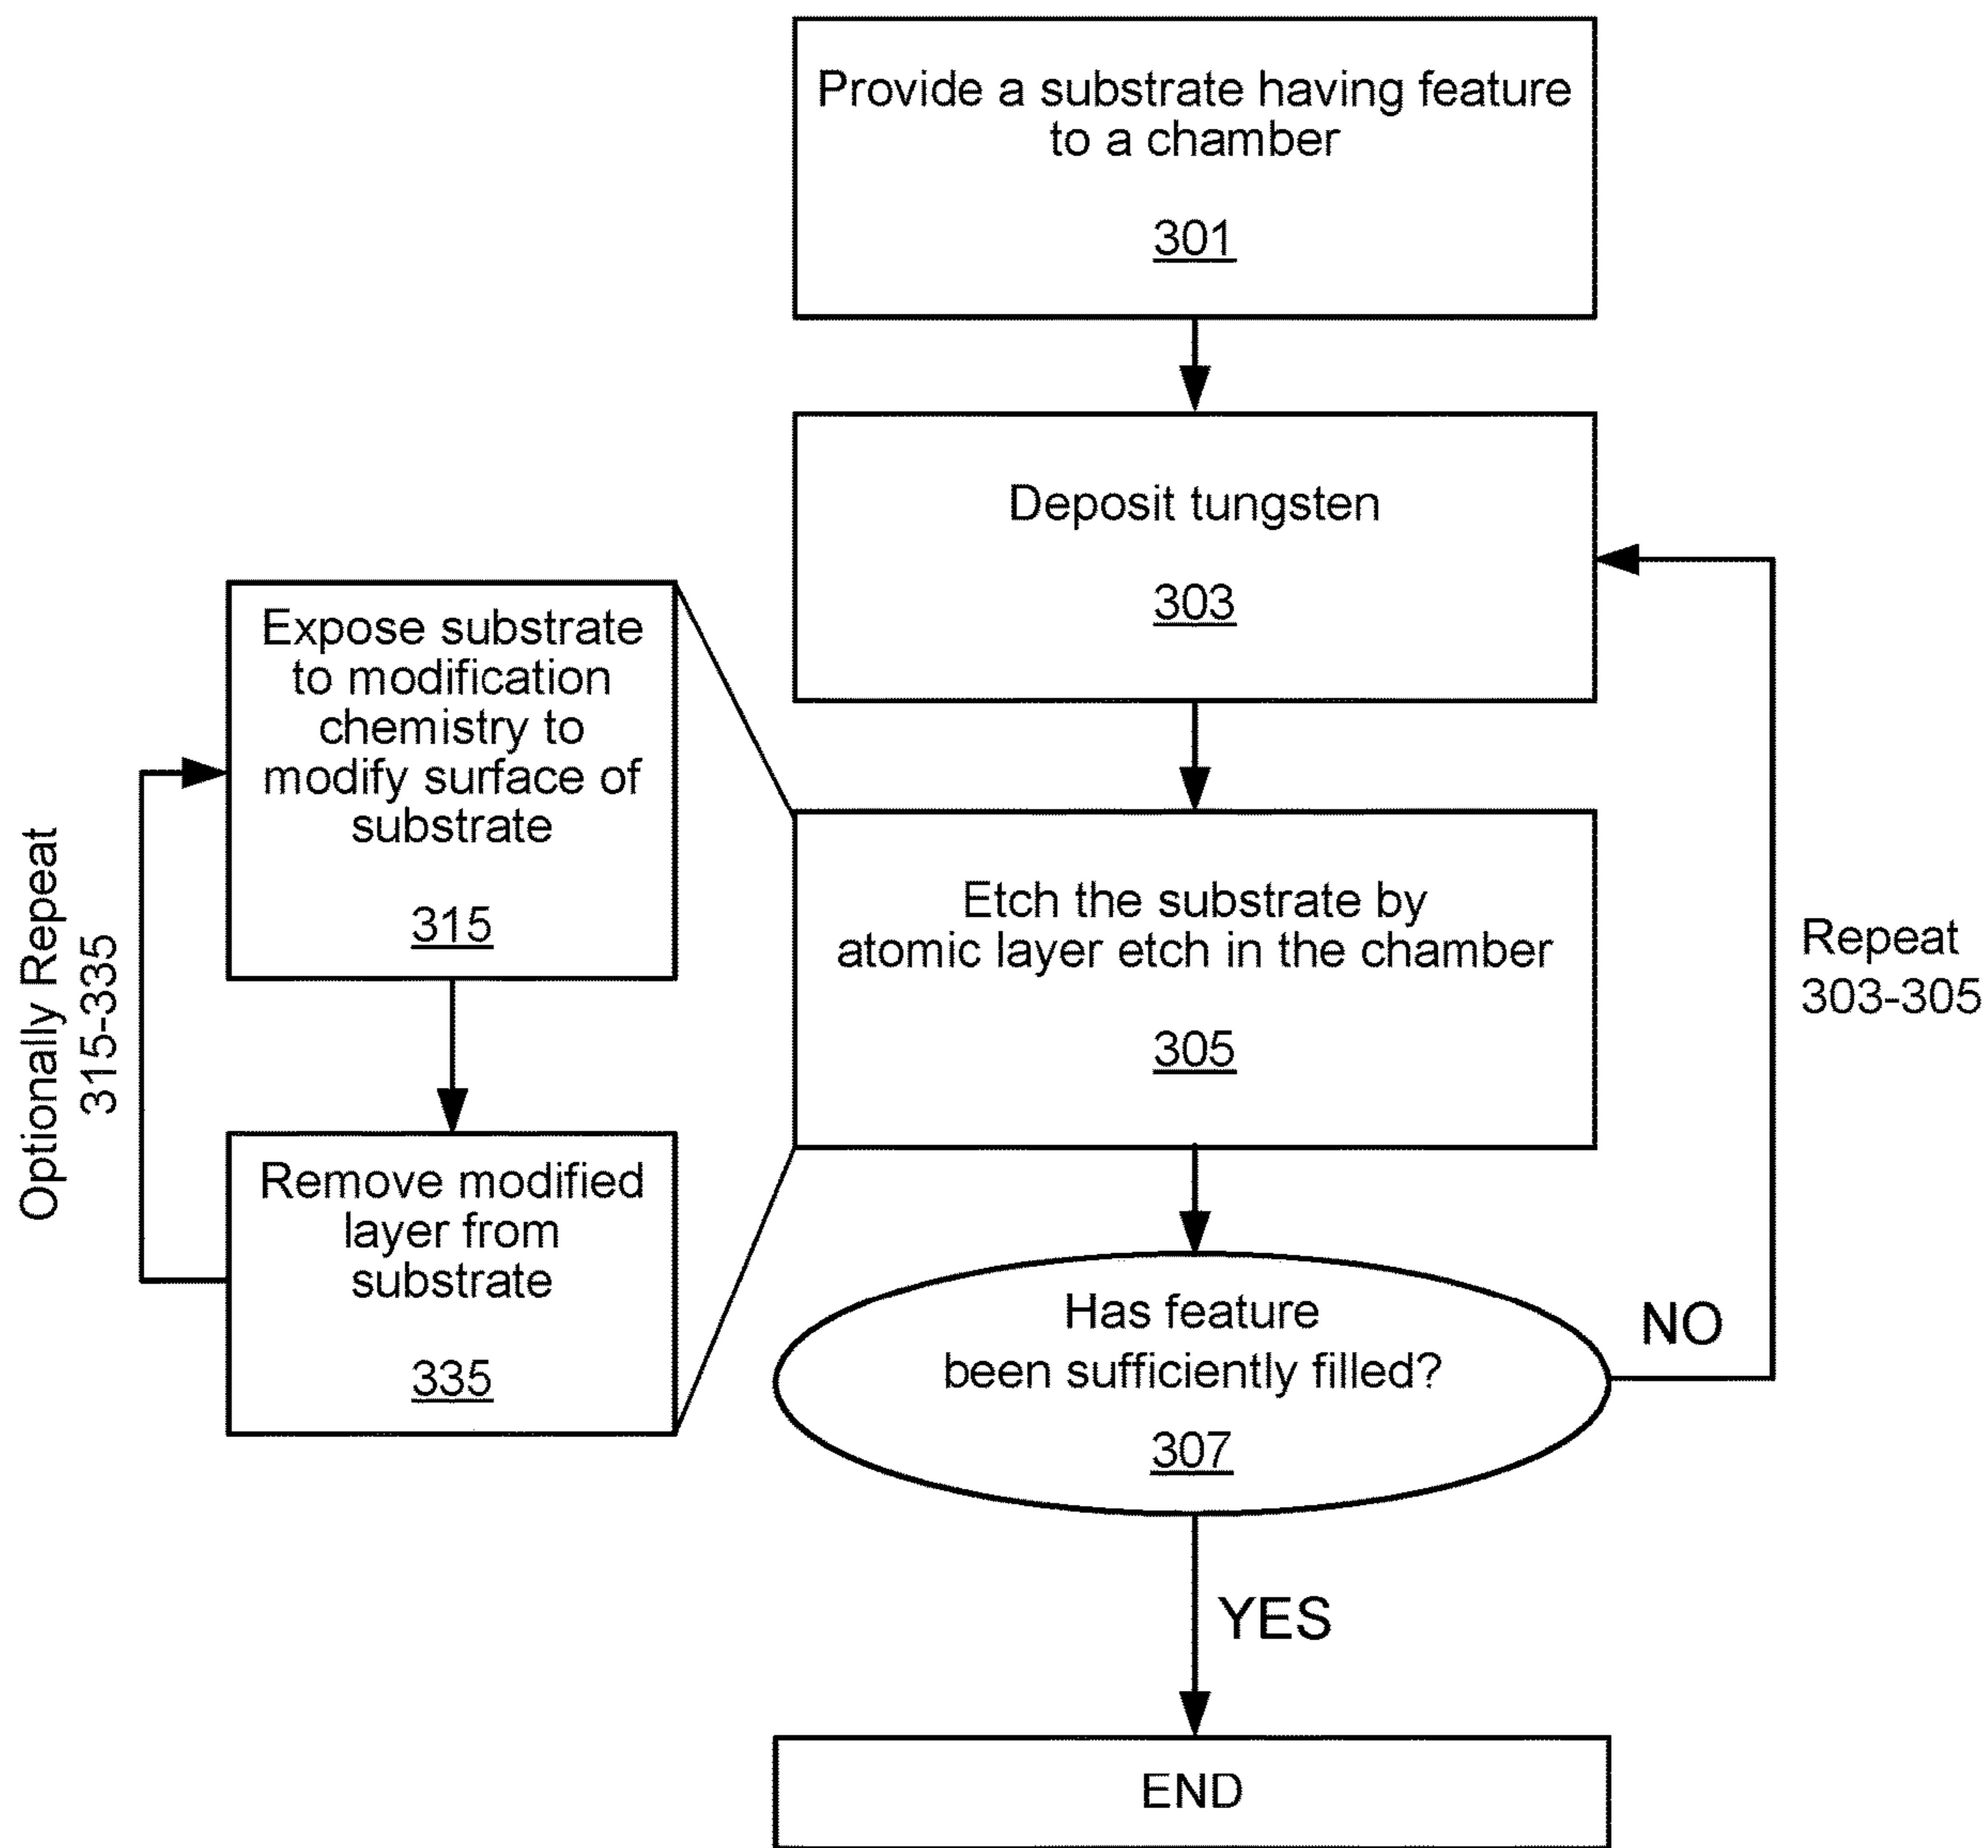 Provide a substrate having feature
to a chamber
301
Deposit tungsten
303
Expose substrate
to modification
chemistry to
modify surface of
substrate
315
Optionally Repeat
315-335
Remove modified
layer from
substrate
335
Etch the substrate by
atomic layer etch in the chamber
305
Repeat
303-305
Has feature
been sufficiently filled?
307
NO
YES
END